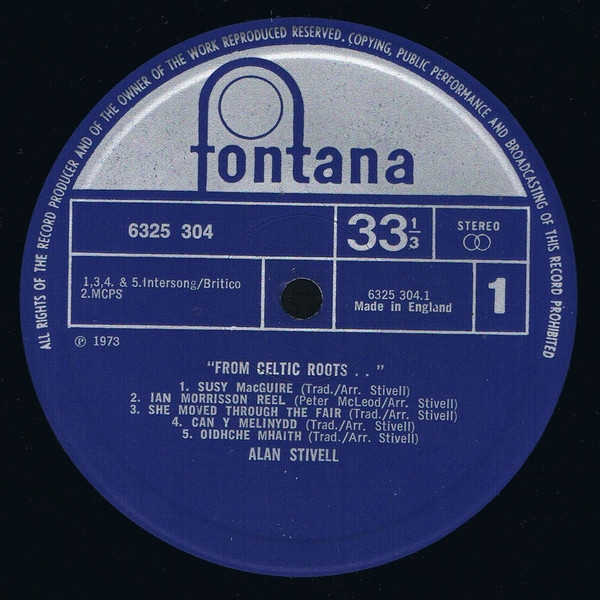 ALL RIGHTS OF THE RECORD PRODUCER AND OF THE OWNER OF THE WORK REPRODUCED RESERVED. COPYING, PUBLIC PERFORMANCE AND BROADCASTING OF THIS RECORD PROHIBITED
fontana
6325 304
33 1/3
STEREO
1,3,4. & 5.Intersong/Britico
2.MCPS
6325 304.1
Made in England
1
℗ 1973
"FROM CELTIC ROOTS . . "
1. SUSY MacGUIRE (Trad./Arr. Stivell)
2. IAN MORRISSON REEL (Peter McLeod/Arr. Stivell)
3. SHE MOVED THROUGH THE FAIR (Trad./Arr. Stivell)
4. CAN Y MELINYDD (Trad./Arr. Stivell)
5. OIDHCHE MHAITH (Trad./Arr. Stivell)
ALAN STIVELL